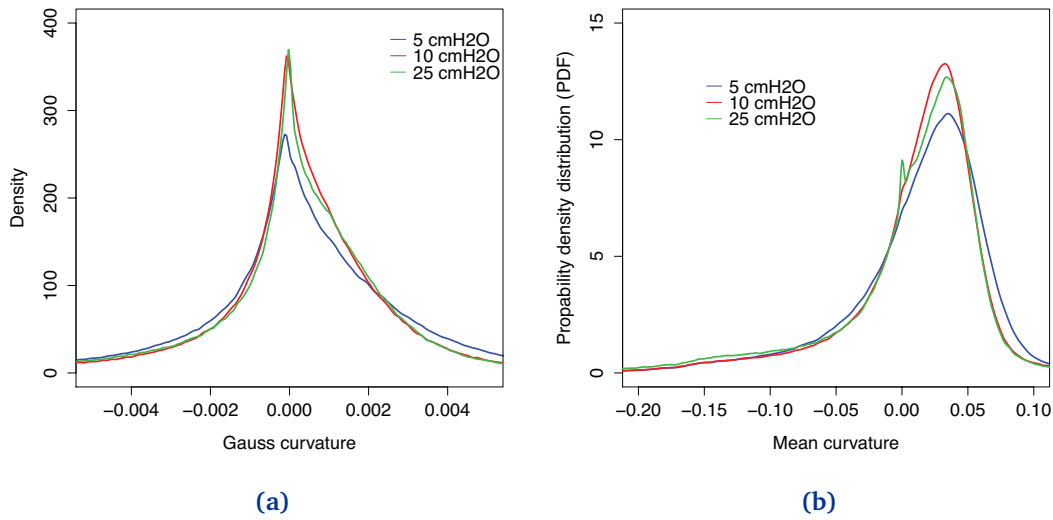 400
300
200
100
0
Density
5 cmH2O
10 cmH2O
25 cmH2O
−0.004 −0.002 0.000 0.002 0.004
Gauss curvature
(a)
15
10
5
0
Propability density distribution (PDF)
5 cmH2O
10 cmH2O
25 cmH2O
−0.20 −0.15 −0.10 −0.05 0.00 0.05 0.10
Mean curvature
(b)